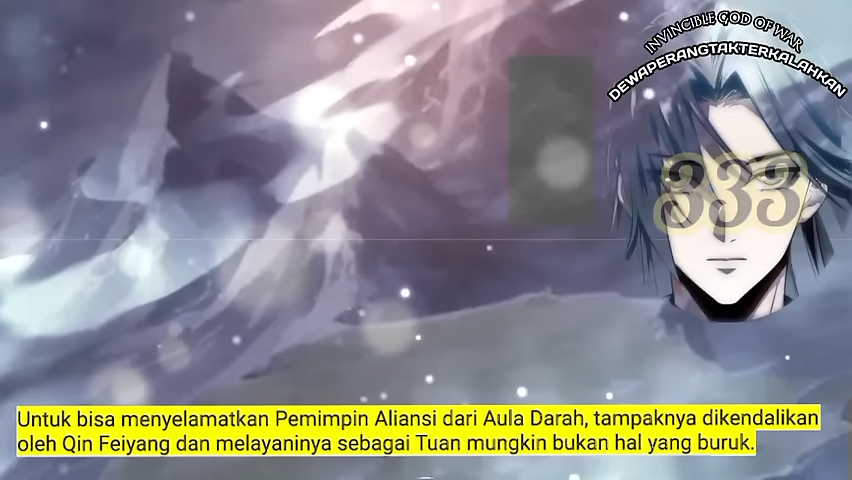 INVINCIBLE GOD OF WAR
DEWAPERANGTAKTERKALAHKAN
333
Untuk bisa menyelamatkan Pemimpin Aliansi dari Aula Darah, tampaknya dikendalikan
oleh Qin Feiyang dan melayaninya sebagai Tuan mungkin bukan hal yang buruk.